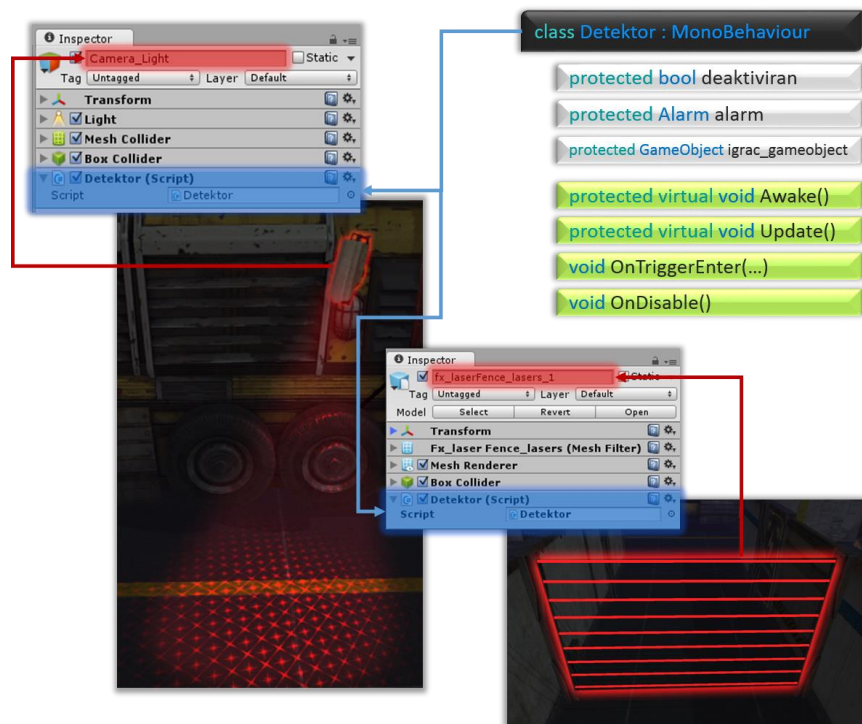 Inspector
Camera_Light
Static
Tag Untagged Layer Default
Transform
Light
Mesh Collider
Box Collider
Detektor (Script)
Script Detektor
class Detektor : MonoBehaviour
protected bool deaktiviran
protected Alarm alarm
protected GameObject igrac_gameobject
protected virtual void Awake()
protected virtual void Update()
void OnTriggerEnter(...)
void OnDisable()
Inspector
fx_laserFence_lasers_1
Static
Tag Untagged Layer Default
Model Select Revert Open
Transform
Fx_laser Fence_lasers (Mesh Filter)
Mesh Renderer
Box Collider
Detektor (Script)
Script Detektor